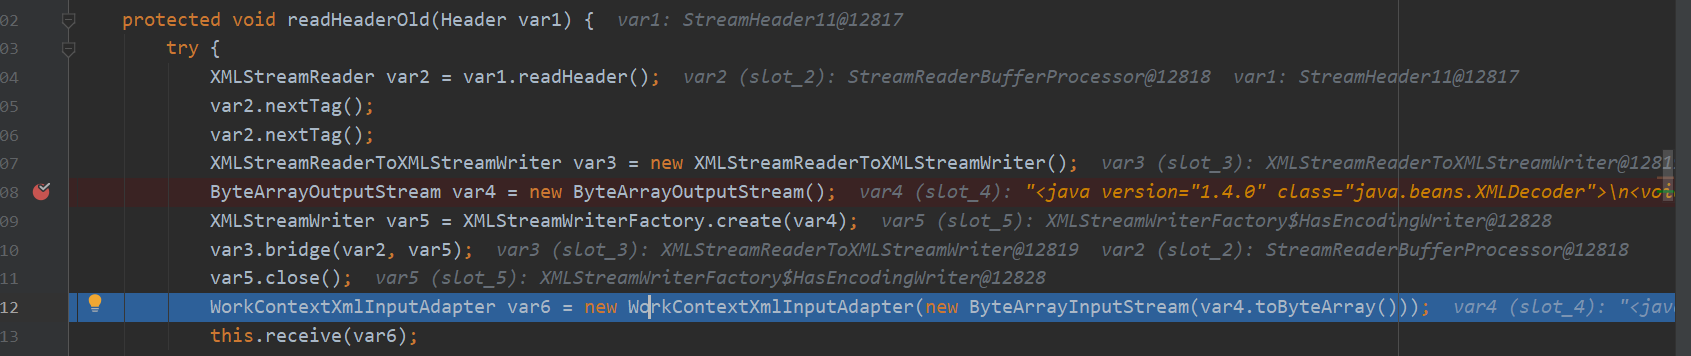 02 protected void readHeaderOld(Header var1) { var1: StreamHeader11@12817
03 try {
04 XMLStreamReader var2 = var1.readHeader(); var2 (slot_2): StreamReaderBufferProcessor@12818 var1: StreamHeader11@12817
05 var2.nextTag();
06 var2.nextTag();
07 XMLStreamReaderToXMLStreamWriter var3 = new XMLStreamReaderToXMLStreamWriter(); var3 (slot_3): XMLStreamReaderToXMLStreamWriter@1281
08 ByteArrayOutputStream var4 = new ByteArrayOutputStream(); var4 (slot_4): "<java version="1.4.0" class="java.beans.XMLDecoder">\n<voi
09 XMLStreamWriter var5 = XMLStreamWriterFactory.create(var4); var5 (slot_5): XMLStreamWriterFactory$HasEncodingWriter@12828
10 var3.bridge(var2, var5); var3 (slot_3): XMLStreamReaderToXMLStreamWriter@12819 var2 (slot_2): StreamReaderBufferProcessor@12818
11 var5.close(); var5 (slot_5): XMLStreamWriterFactory$HasEncodingWriter@12828
12 WorkContextXmlInputAdapter var6 = new WorkContextXmlInputAdapter(new ByteArrayInputStream(var4.toByteArray())); var4 (slot_4): "<jav
13 this.receive(var6);